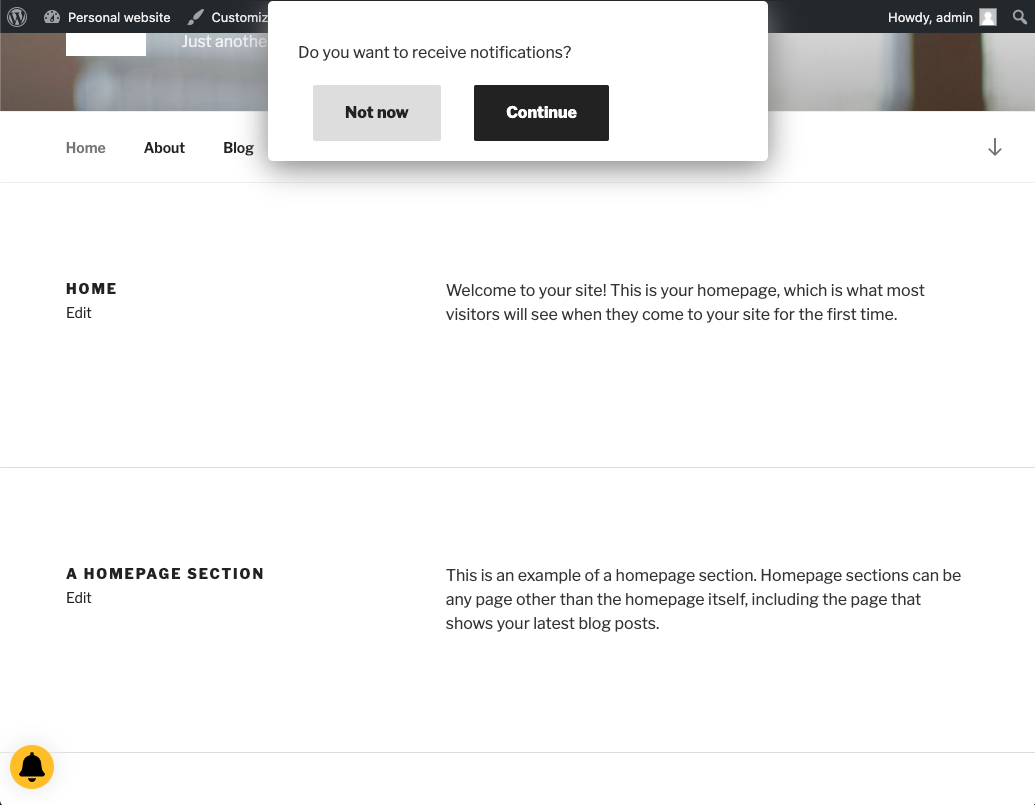 Personal website
Customiz
Howdy, admin
Just anothe
Do you want to receive notifications?
Not now
Continue
Home
About
Blog
HOME
Edit
Welcome to your site! This is your homepage, which is what most
visitors will see when they come to your site for the first time.
A HOMEPAGE SECTION
Edit
This is an example of a homepage section. Homepage sections can be
any page other than the homepage itself, including the page that
shows your latest blog posts.